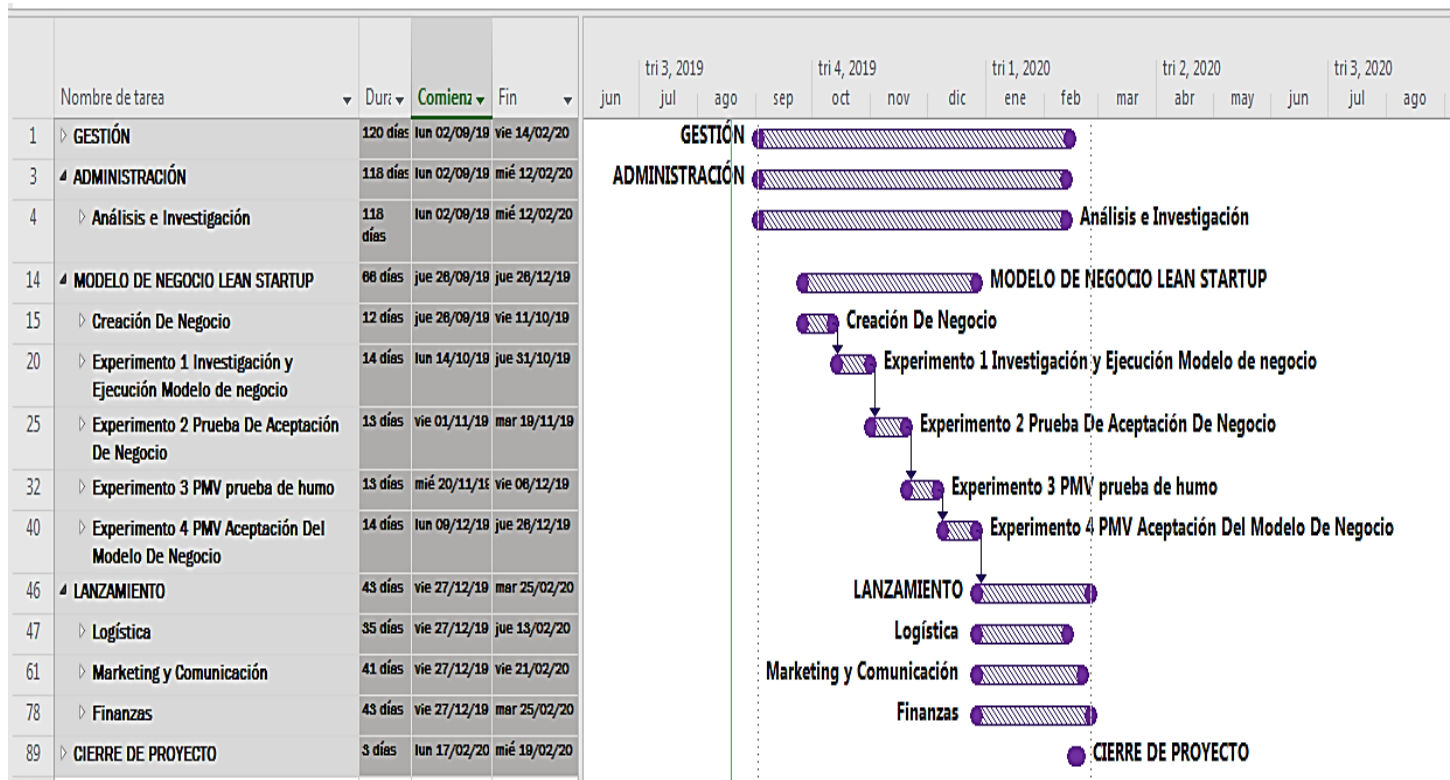 tri 3, 2019 tri 4, 2019 tri 1, 2020 tri 2, 2020 tri 3, 2020
Nombre de tarea Dura Comienz Fin jun jul ago sep oct nov dic ene feb mar abr may jun jul ago
1 GESTIÓN 120 días lun 02/09/19 vie 14/02/20 GESTIÓN
3 ADMINISTRACIÓN 118 días lun 02/09/19 mié 12/02/20 ADMINISTRACIÓN
4 Análisis e Investigación 118 lun 02/09/19 mié 12/02/20 Análisis e Investigación
días
14 MODELO DE NEGOCIO LEAN STARTUP 66 días jue 26/09/19 jue 26/12/19 MODELO DE NEGOCIO LEAN STARTUP
15 Creación De Negocio 12 días jue 26/09/19 vie 11/10/19 Creación De Negocio
20 Experimento 1 Investigación y 14 días lun 14/10/19 jue 31/10/19 Experimento 1 Investigación y Ejecución Modelo de negocio
Ejecución Modelo de negocio
25 Experimento 2 Prueba De Aceptación 13 días vie 01/11/19 mar 19/11/19 Experimento 2 Prueba De Aceptación De Negocio
De Negocio
32 Experimento 3 PMV prueba de humo 13 días mié 20/11/19 vie 06/12/19 Experimento 3 PMV prueba de humo
40 Experimento 4 PMV Aceptación Del 14 días lun 09/12/19 jue 26/12/19 Experimento 4 PMV Aceptación Del Modelo De Negocio
Modelo De Negocio
46 LANZAMIENTO 43 días vie 27/12/19 mar 25/02/20 LANZAMIENTO
47 Logística 35 días vie 27/12/19 jue 13/02/20 Logística
61 Marketing y Comunicación 41 días vie 27/12/19 vie 21/02/20 Marketing y Comunicación
78 Finanzas 43 días vie 27/12/19 mar 25/02/20 Finanzas
89 CIERRE DE PROYECTO 3 días lun 17/02/20 mié 19/02/20 CIERRE DE PROYECTO